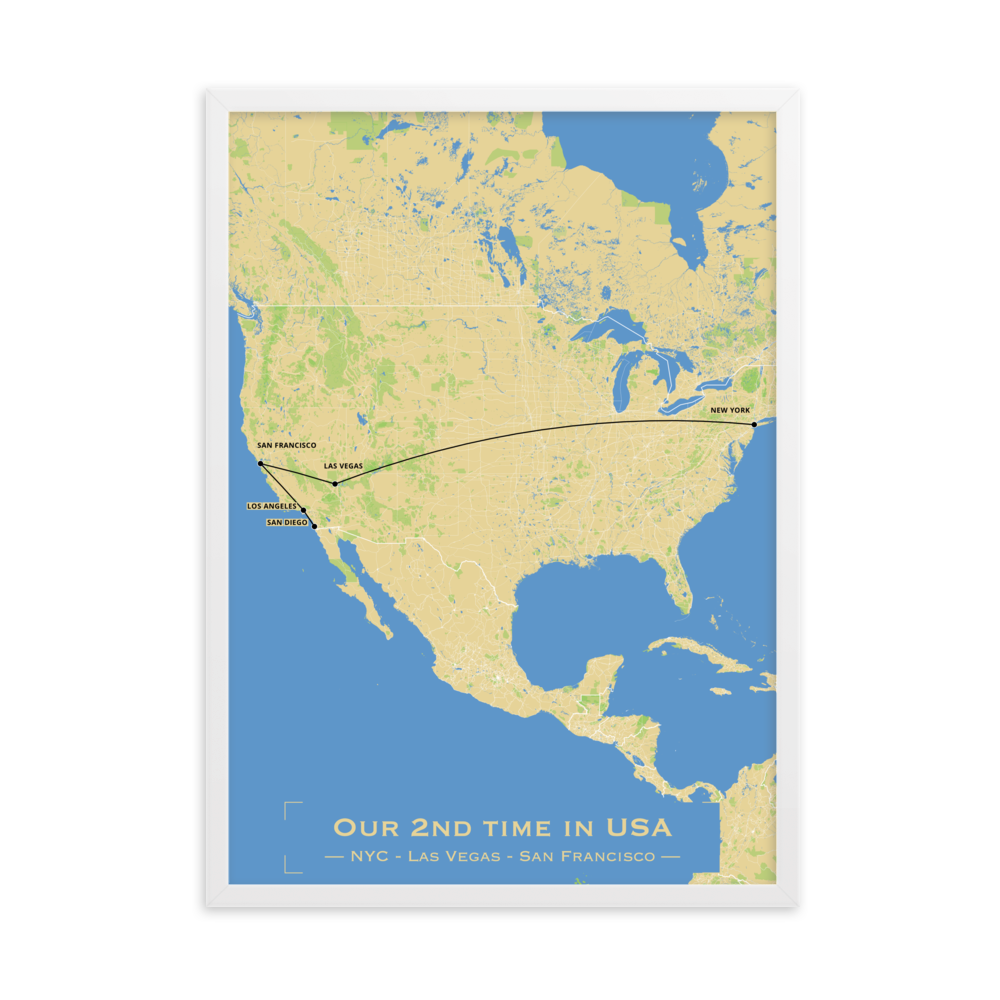 NEW YORK
SAN FRANCISCO
LAS VEGAS
LOS ANGELES
SAN DIEGO
OUR 2ND TIME IN USA
— NYC - LAS VEGAS - SAN FRANCISCO —